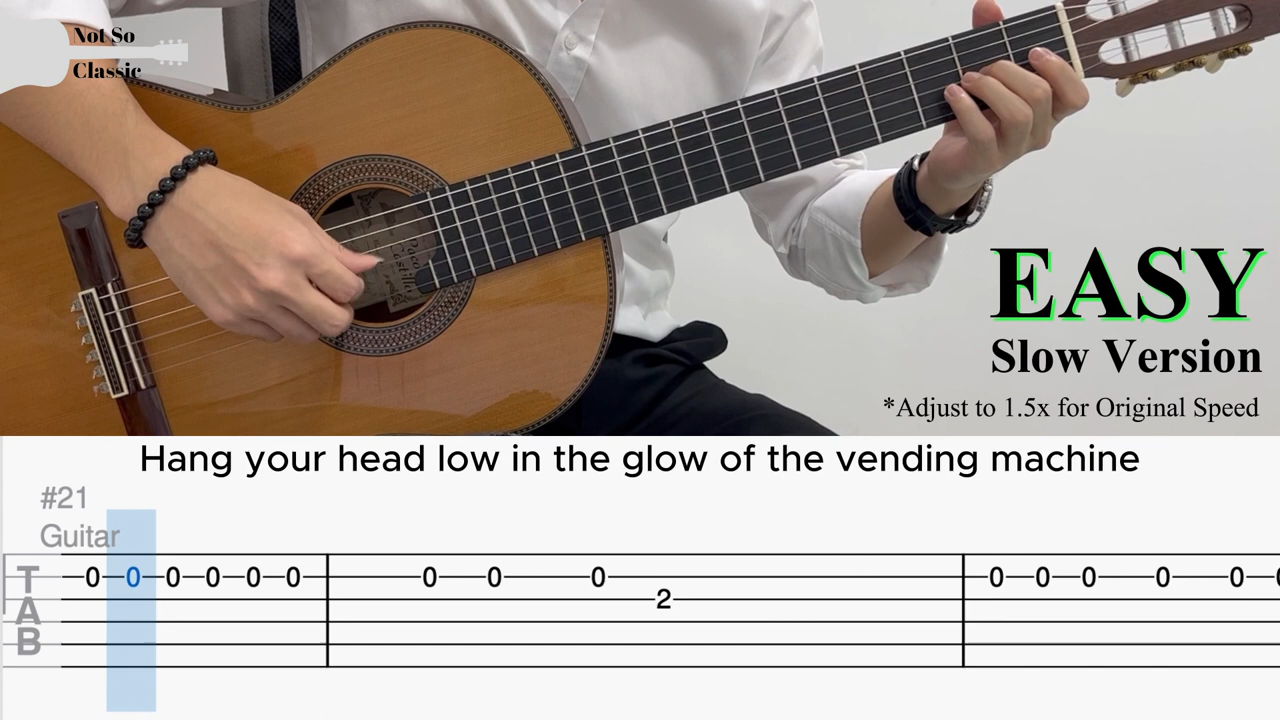 Not So
Classic
EASY
Slow Version
*Adjust to 1.5x for Original Speed
Hang your head low in the glow of the vending machine
#21
Guitar
T
A
B
0 0 0 0 0 0 0 0 0 2 0 0 0 0 0